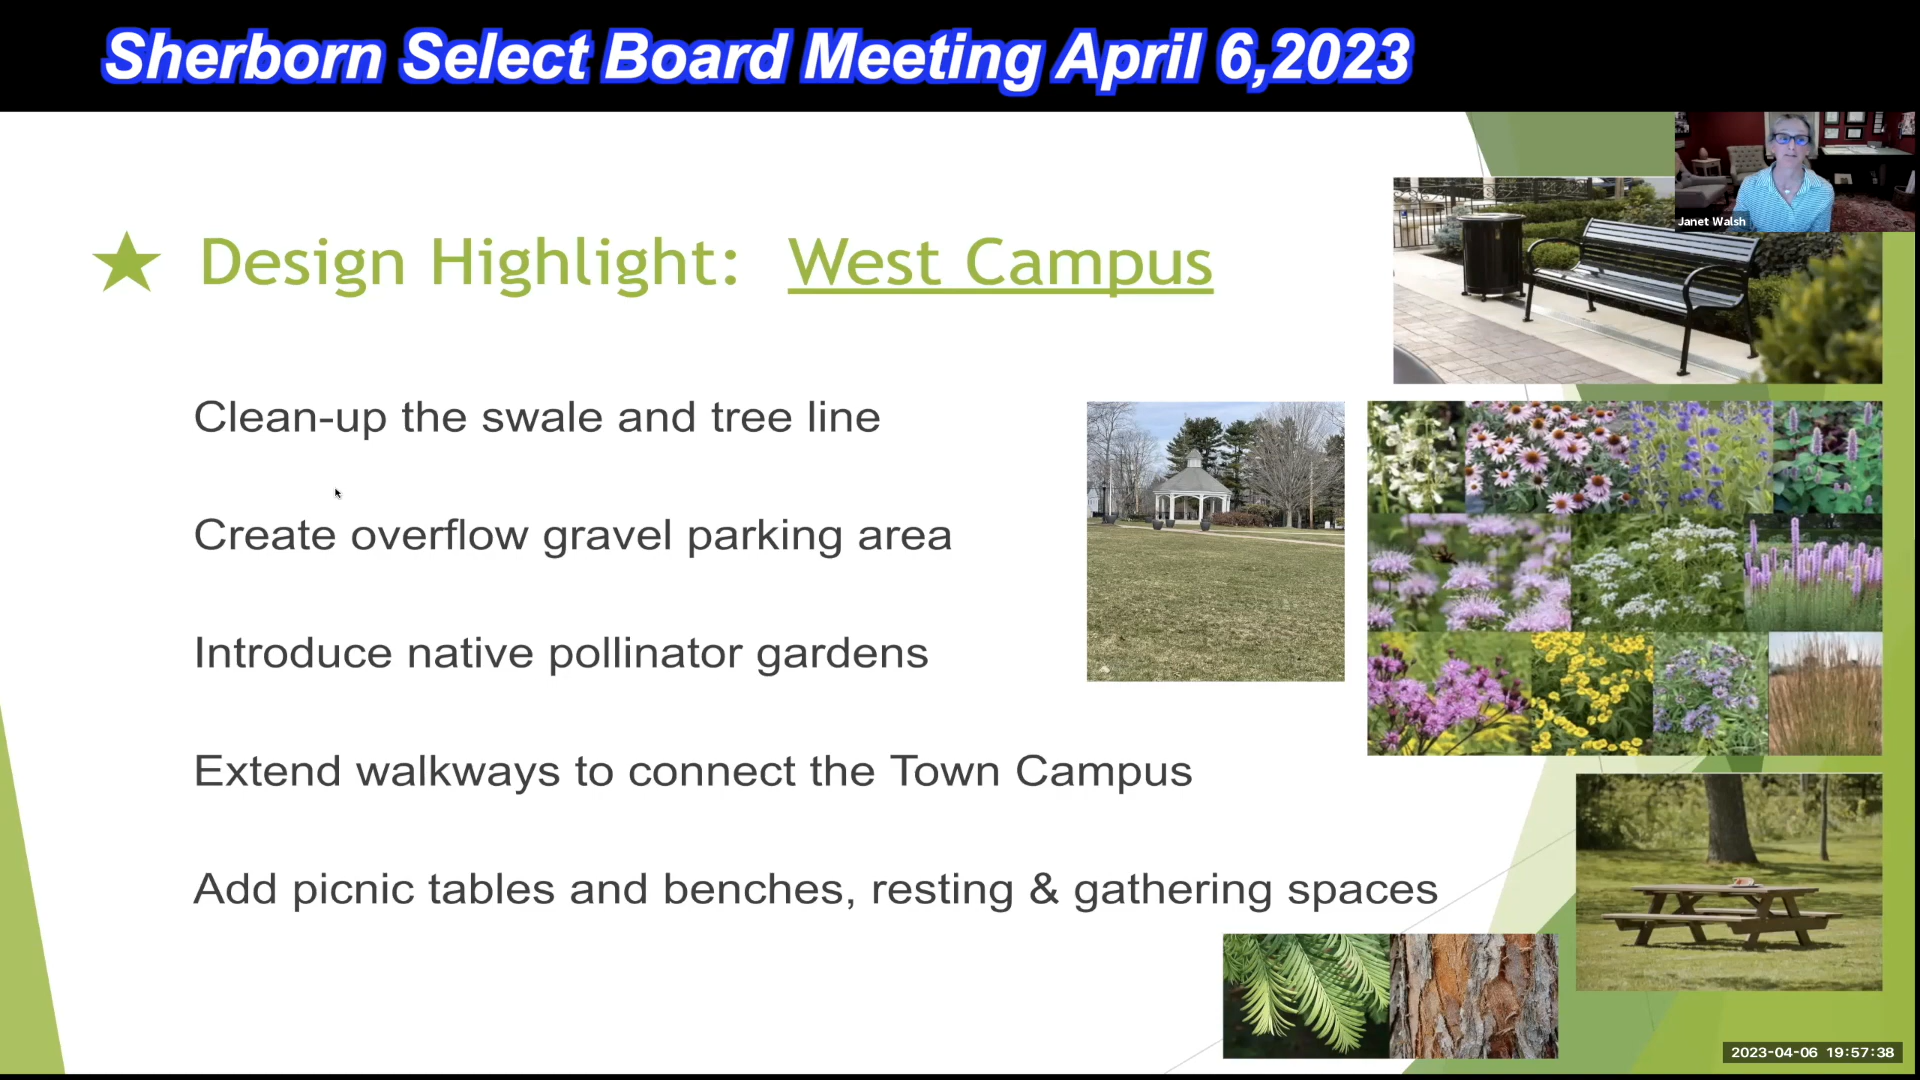 Sherborn Select Board Meeting April 6,2023
Janet Walsh
Design Highlight: West Campus
Clean-up the swale and tree line
Create overflow gravel parking area
Introduce native pollinator gardens
Extend walkways to connect the Town Campus
Add picnic tables and benches, resting & gathering spaces
2023-04-06 19:57:38